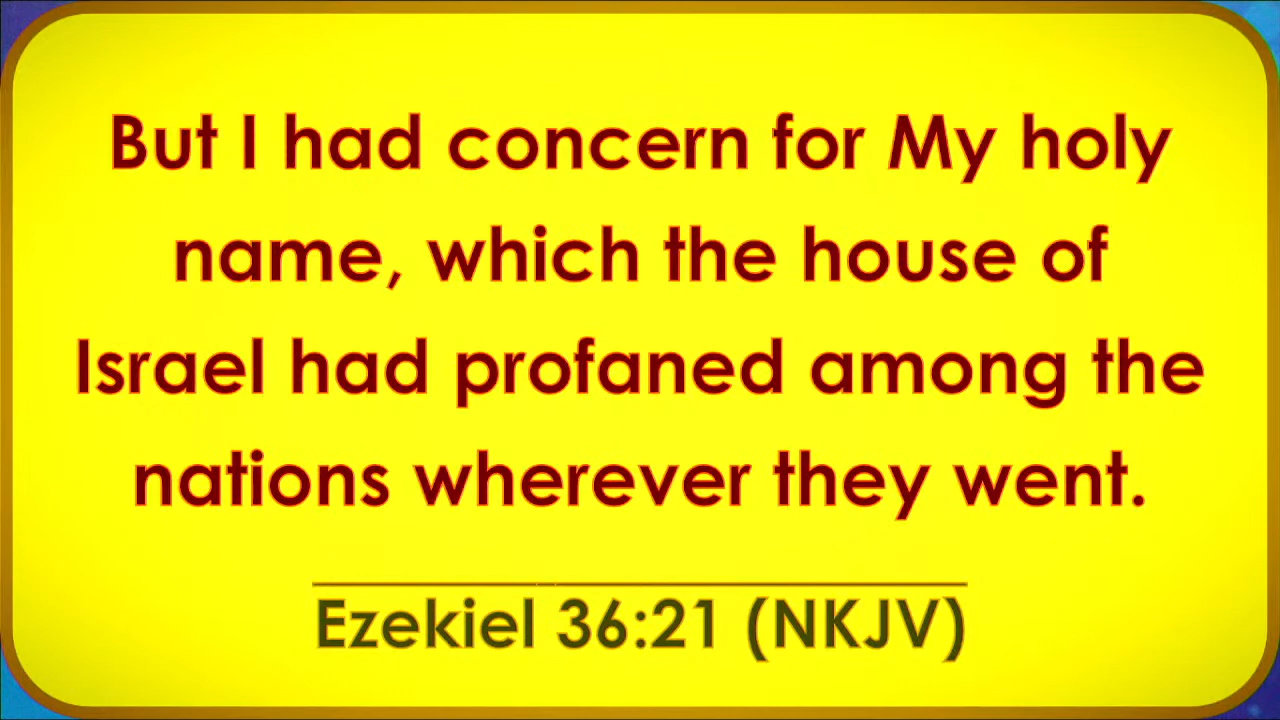 But I had concern for My holy
name, which the house of
Israel had profaned among the
nations wherever they went.
Ezekiel 36:21 (NKJV)